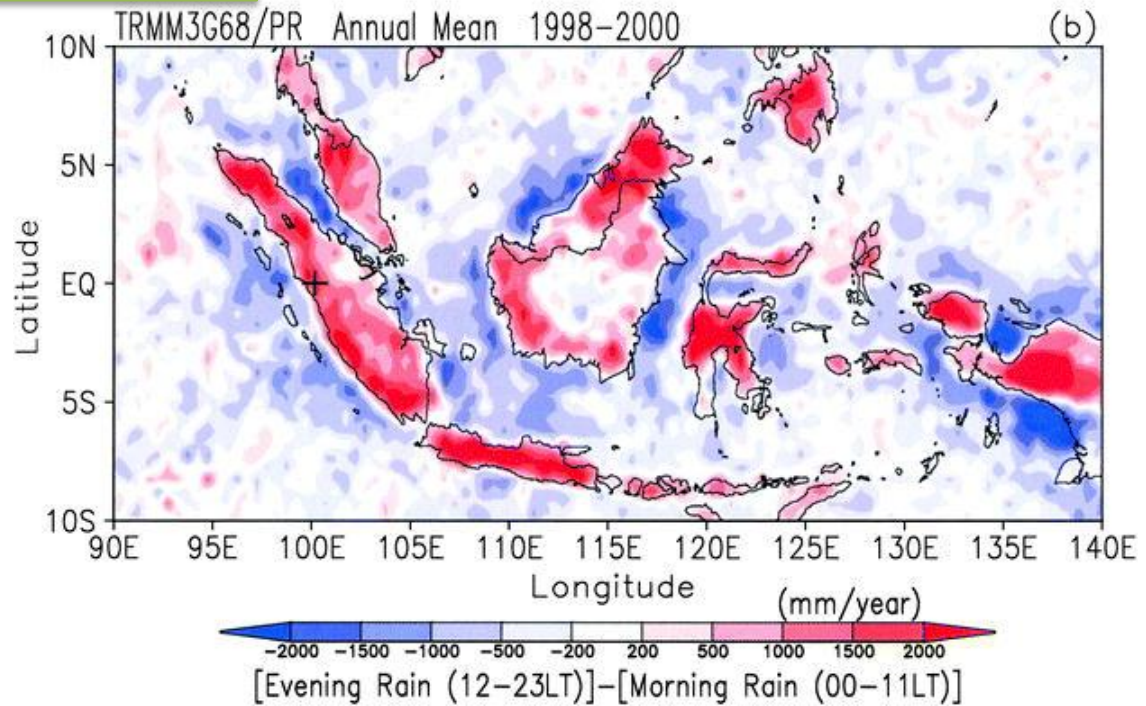 TRMM3G68/PR Annual Mean 1998-2000 (b)
10N
5N
EQ
5S
10S
Latitude
90E 95E 100E 105E 110E 115E 120E 125E 130E 135E 140E
Longitude
(mm/year)
-2000 -1500 -1000 -500 -200 200 500 1000 1500 2000
[Evening Rain (12-23LT)]-[Morning Rain (00-11LT)]